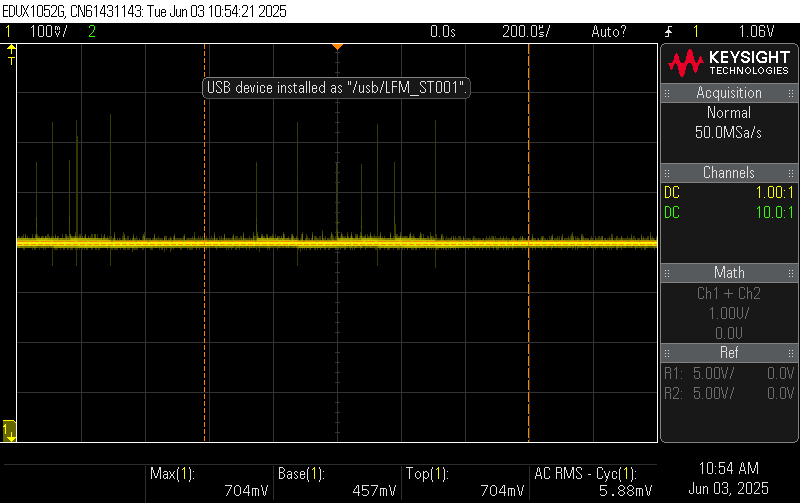 EDUX1052G, CN61431143: Tue Jun 03 10:54:21 2025
1 100%/ 2 0.0s 200.0s/ Auto? 1 1.06V
T
KEYSIGHT
TECHNOLOGIES
USB device installed as "/usb/LFM_ST001".
Acquisition
Normal
50.0MSa/s
Channels
DC 1.00:1
DC 10.0:1
Math
Ch1 + Ch2
1.00V/
0.0V
Ref
R1: 5.00V/ 0.0V
R2: 5.00V/ 0.0V
1
Max(1): Base(1): Top(1): AC RMS - Cyc(1):
704mV 457mV 704mV 5.88mV
10:54 AM
Jun 03, 2025